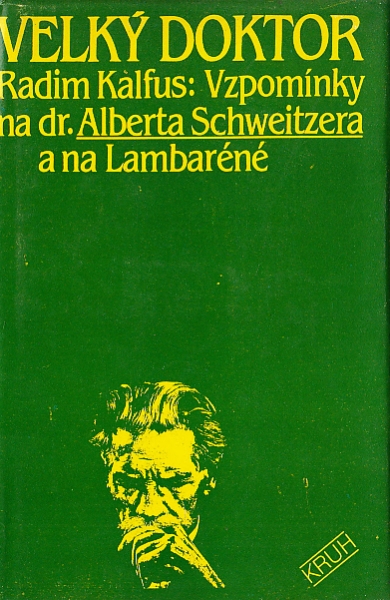 VELKÝ DOKTOR
Radim Kalfus: Vzpomínky
na dr. Alberta Schweitzera
a na Lambaréné
KRUH